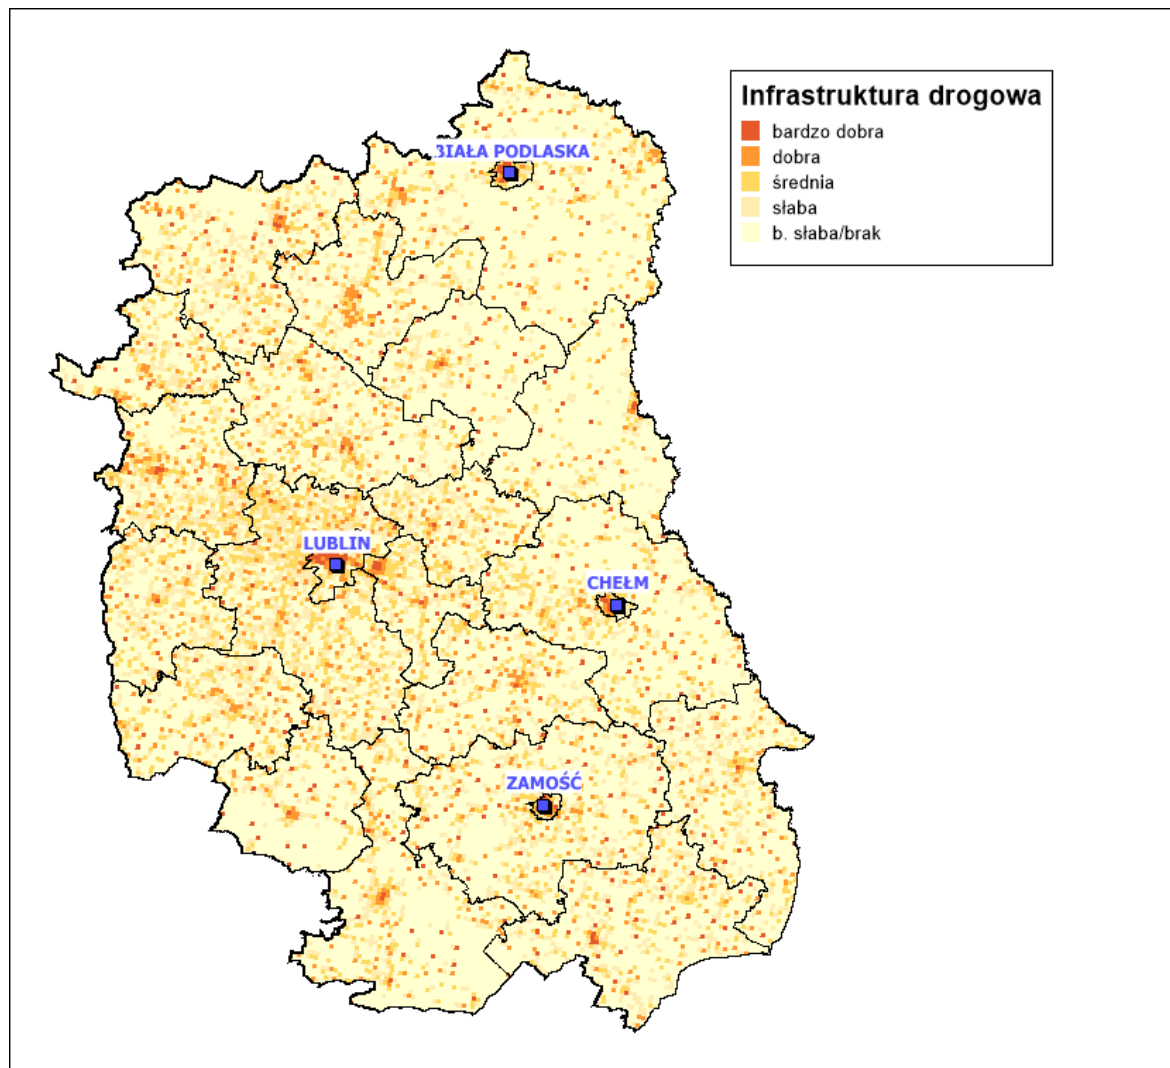 Infrastruktura drogowa
bardzo dobra
dobra
średnia
słaba
b. słaba/brak
BIAŁA PODLASKA
LUBLIN
CHEŁM
ZAMOŚĆ